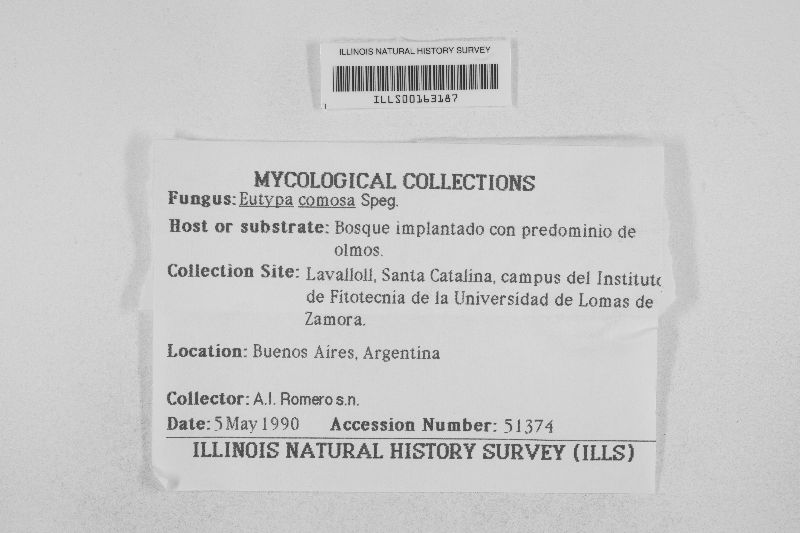 ILLINOIS NATURAL HISTORY SURVEY
ILLS00163187
MYCOLOGICAL COLLECTIONS
Fungus: Eutypa comosa Speg.
Host or substrate: Bosque implantado con predominio de
olmos.
Collection Site: Lavalloll, Santa Catalina, campus del Instituto
de Fitotecnia de la Universidad de Lomas de
Zamora.
Location: Buenos Aires, Argentina
Collector: A.I. Romero s.n.
Date: 5 May 1990 Accession Number: 51374
ILLINOIS NATURAL HISTORY SURVEY (ILLS)